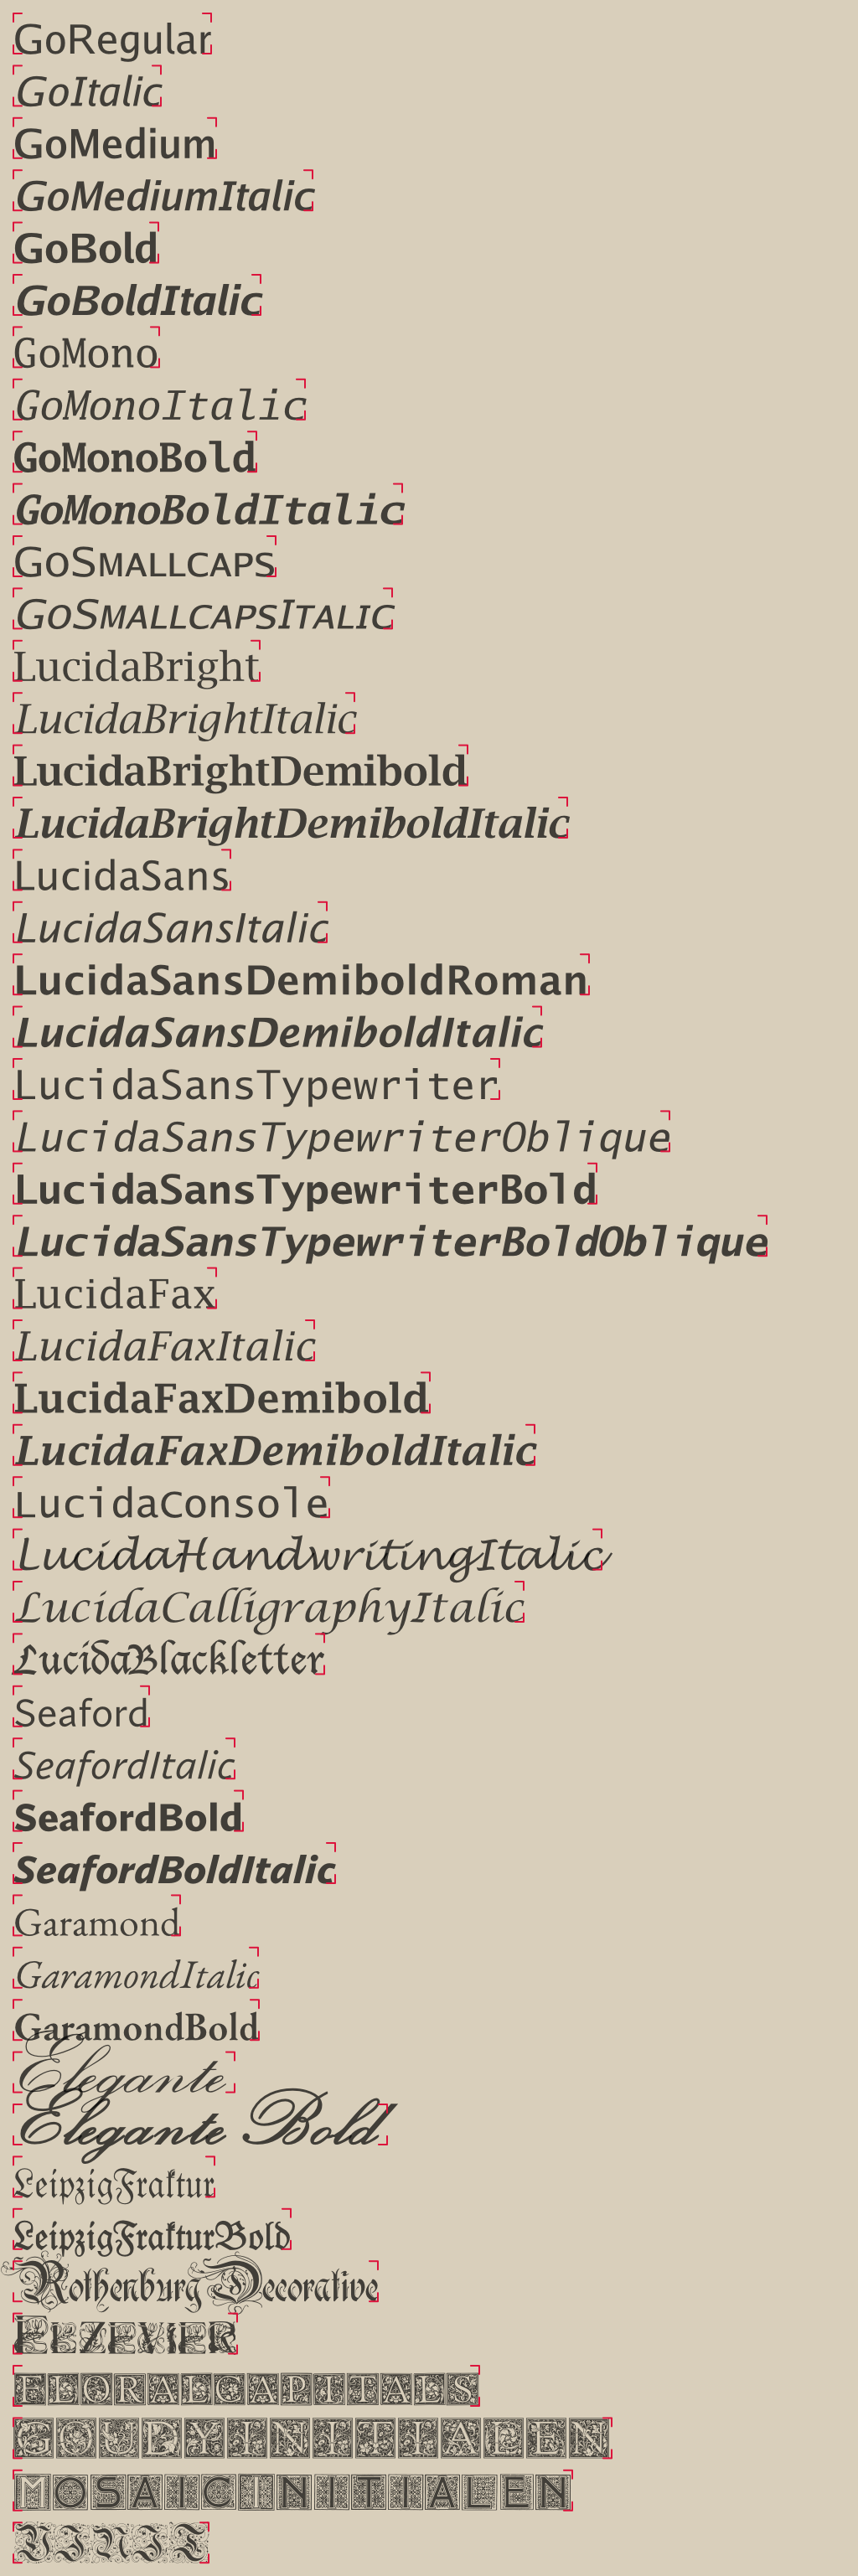 GoRegular
GoItalic
GoMedium
GoMediumItalic
GoBold
GoBoldItalic
GoMono
GoMonoItalic
GoMonoBold
GoMonoBoldItalic
GoSmallcaps
GoSmallcapsItalic
LucidaBright
LucidaBrightItalic
LucidaBrightDemibold
LucidaBrightDemiboldItalic
LucidaSans
LucidaSansItalic
LucidaSansDemiboldRoman
LucidaSansDemiboldItalic
LucidaSansTypewriter
LucidaSansTypewriterOblique
LucidaSansTypewriterBold
LucidaSansTypewriterBoldOblique
LucidaFax
LucidaFaxItalic
LucidaFaxDemibold
LucidaFaxDemiboldItalic
LucidaConsole
LucidaHandwritingItalic
LucidaCalligraphyItalic
LucidaBlackletter
Seaford
SeafordItalic
SeafordBold
SeafordBoldItalic
Garamond
GaramondItalic
GaramondBold
Elegante
Elegante Bold
LeipzigFraktur
LeipzigFrakturBold
RothenburgDecorative
ELZEVIER
FLORALCAPITALS
GOUDYINITIALEN
MOSAICINITIALEN